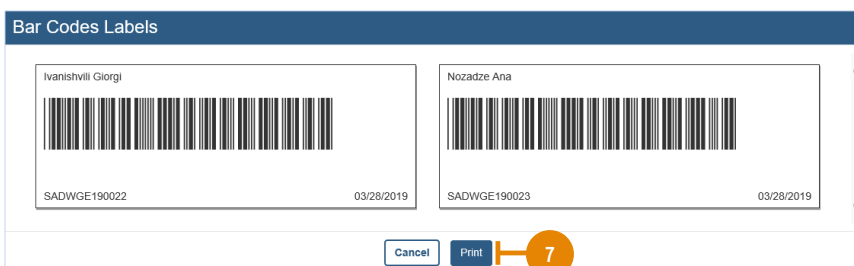 Bar Codes Labels
Ivanishvili Giorgi
SADWGE190022 03/28/2019
Nozadze Ana
SADWGE190023 03/28/2019
Cancel Print 7